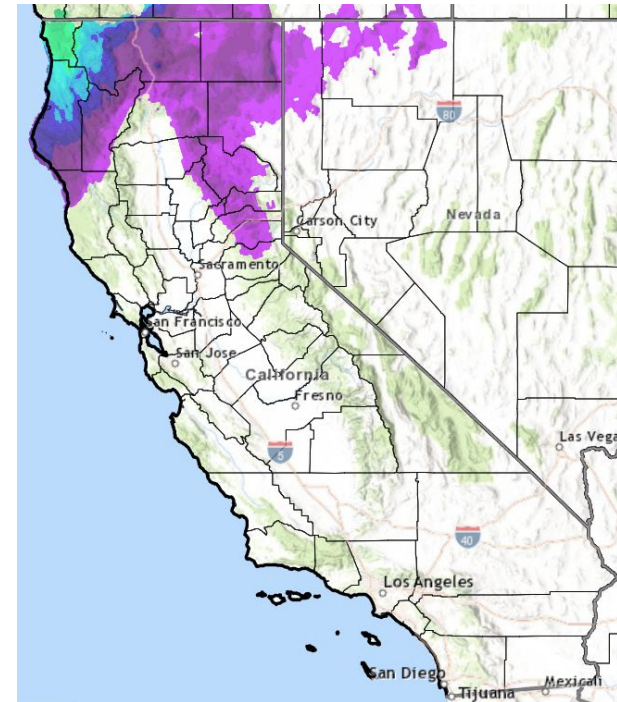 80
Nevada
Carson City
Sacramento
San Francisco
San Jose
California
Fresno
5
Las Vega
40
Los Angeles
San Diego
Mexicali
Tijuana